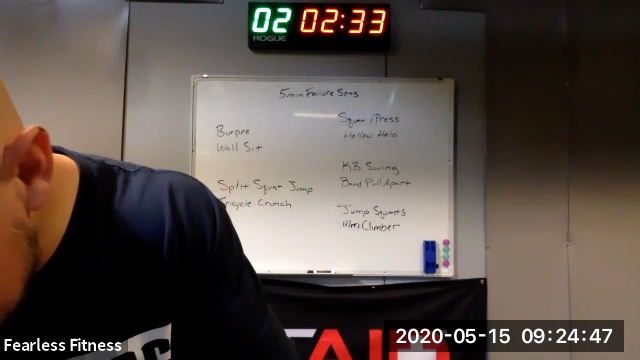 02 02:33
ROGUE
5min Failure Sets
Burpee
Wall Sit
Split Squat Jump
Bicycle Crunch
Squat/Press
Hollow Hold
KB Swing
Band Pull Apart
Jump Squats
Mtn Climber
Fearless Fitness
2020-05-15 09:24:47